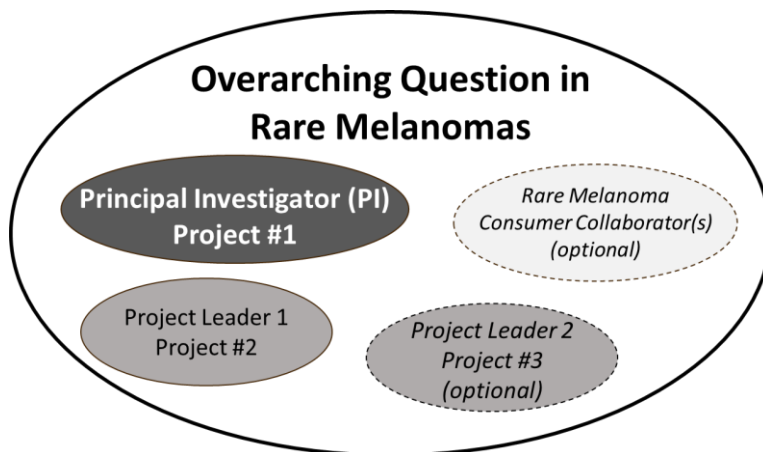 Overarching Question in
Rare Melanomas
Principal Investigator (PI)
Project #1
Rare Melanoma
Consumer Collaborator(s)
(optional)
Project Leader 1
Project #2
Project Leader 2
Project #3
(optional)